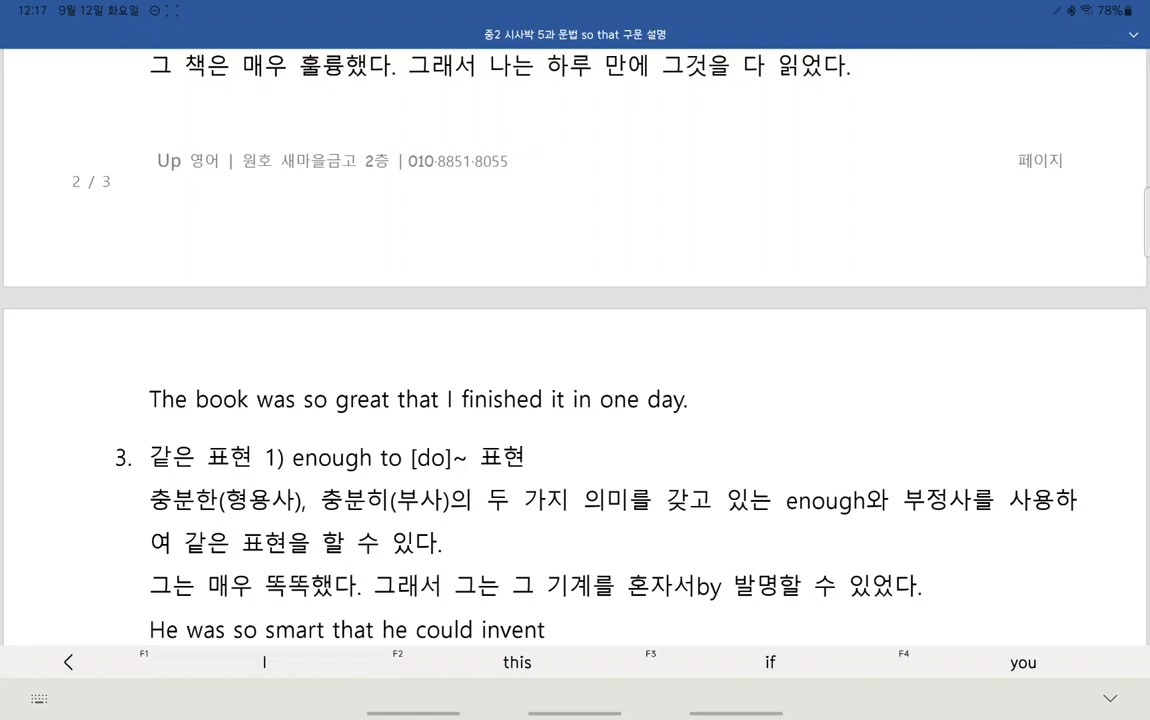 12:17 9월 12일 화요일 78%
중2 시사박 5과 문법 so that 구문 설명
그 책은 매우 훌륭했다. 그래서 나는 하루 만에 그것을 다 읽었다.
Up 영어 | 원호 새마을금고 2층 | 010·8851·8055 페이지
2 / 3
The book was so great that I finished it in one day.
3. 같은 표현 1) enough to [do]~ 표현
충분한(형용사), 충분히(부사)의 두 가지 의미를 갖고 있는 enough와 부정사를 사용하
여 같은 표현을 할 수 있다.
그는 매우 똑똑했다. 그래서 그는 그 기계를 혼자서by 발명할 수 있었다.
He was so smart that he could invent
F1 I F2 this F3 if F4 you